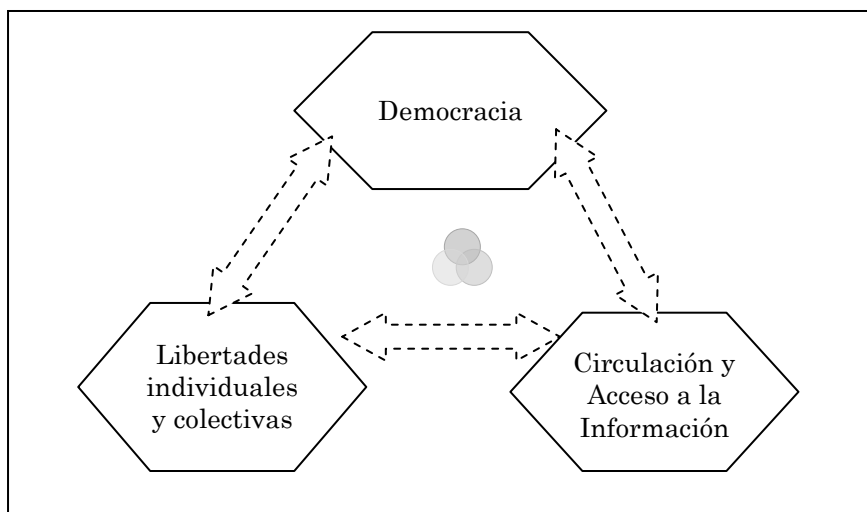 Democracia
Libertades
individuales
y colectivas
Circulación y
Acceso a la
Información